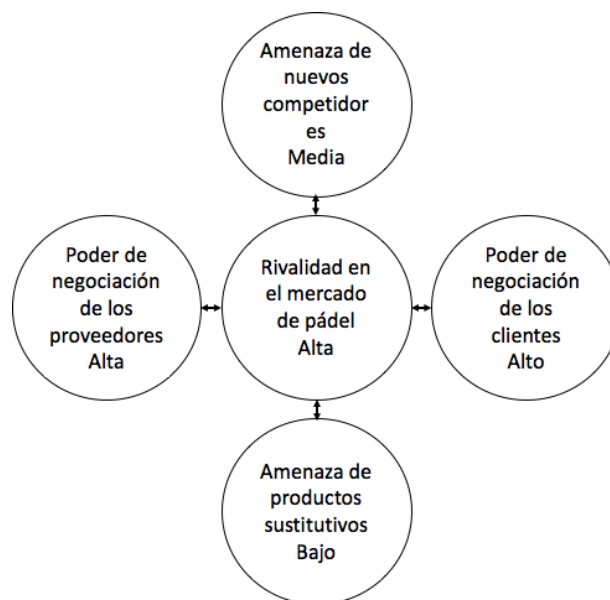 Amenaza de
nuevos
competidor
es
Media
Poder de
negociación
de los
proveedores
Alta
Rivalidad en
el mercado
de pádel
Alta
Poder de
negociación
de los
clientes
Alto
Amenaza de
productos
sustitutivos
Bajo